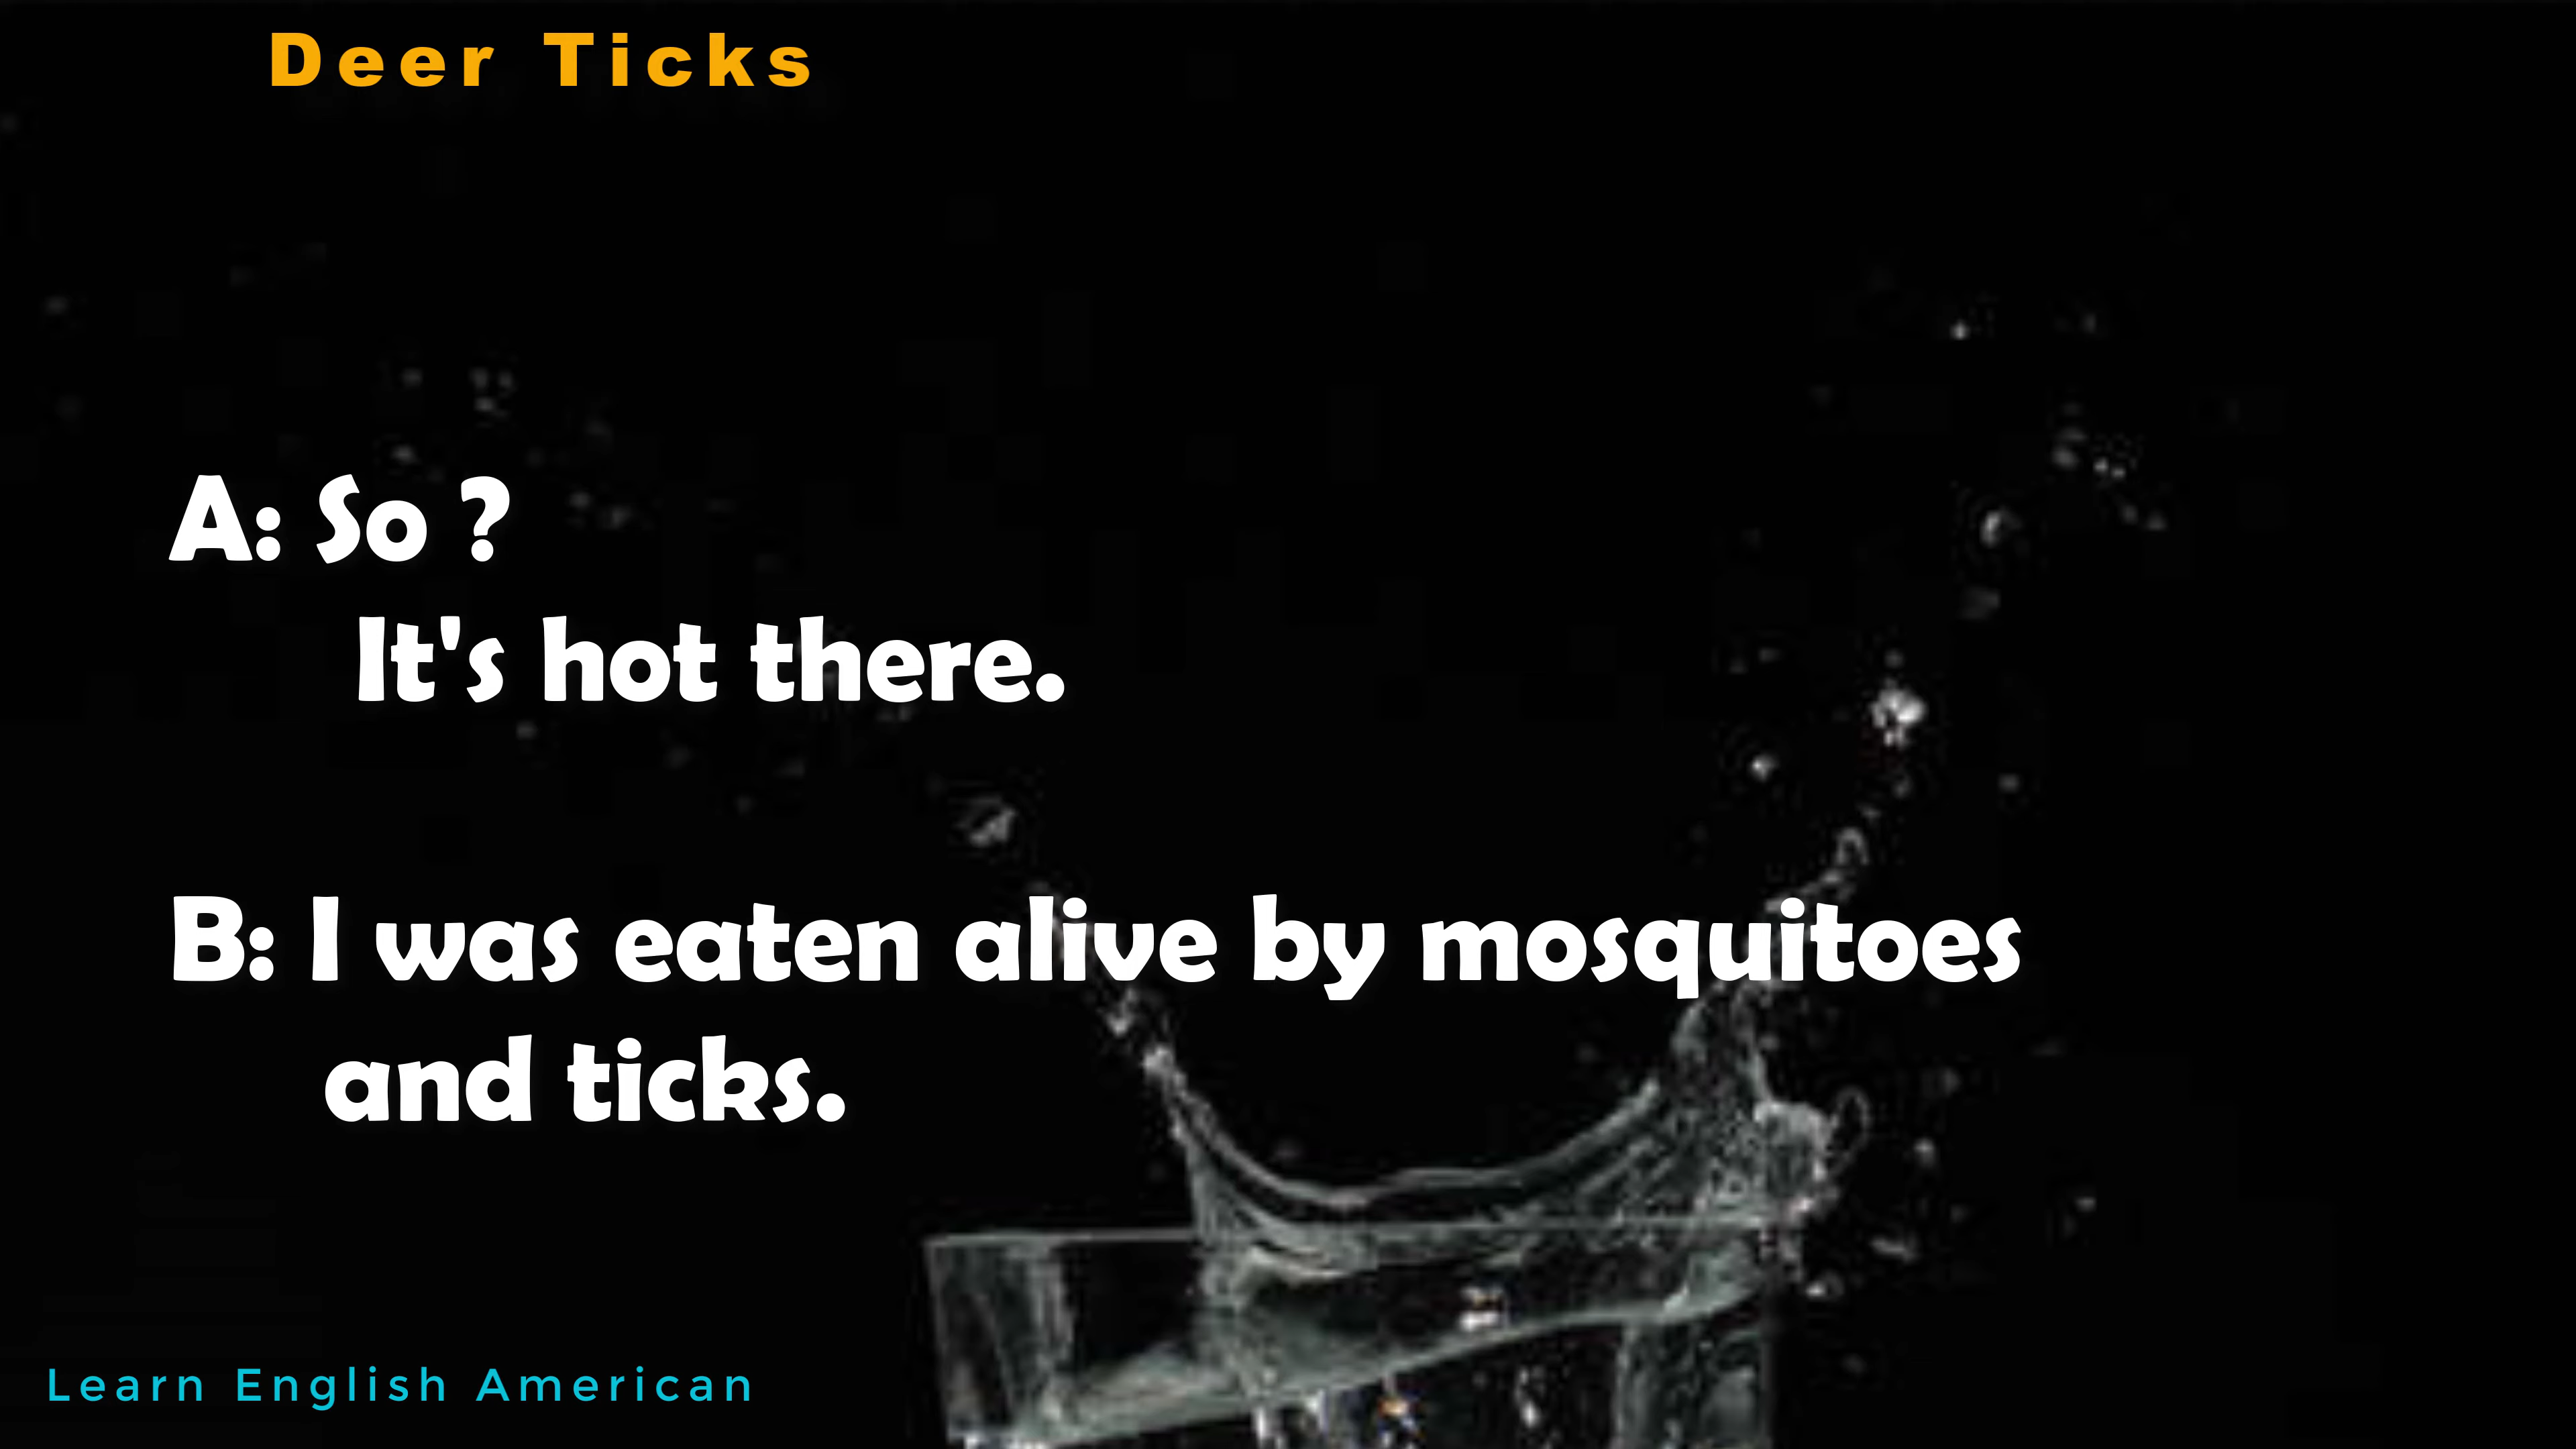 Deer Ticks
A: So ?
It's hot there.
B: I was eaten alive by mosquitoes
and ticks.
Learn English American